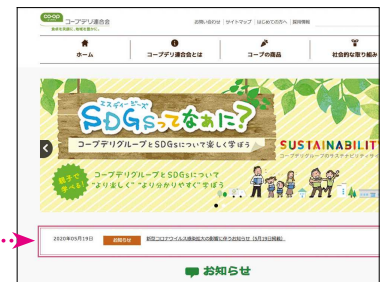 co·op
コープデリ連合会
お問い合わせ サイトマップ はじめての方へ 採用情報
ホーム
コープデリ連合会とは
コープの商品
社会的な取り組み
エスディージーズ
SDGsってなぁに?
コープデリグループとSDGsについて楽しく学ぼう
親子で学べる!
コープデリグループとSDGsについて
"より楽しく" "より分かりやすく" 学ぼう
SUSTAINABILIT
コープデリグループのサステナビリティサイ
2020年05月19日 お知らせ 新型コロナウイルス感染拡大の影響に伴うお知らせ(5月19日掲載)
お知らせ